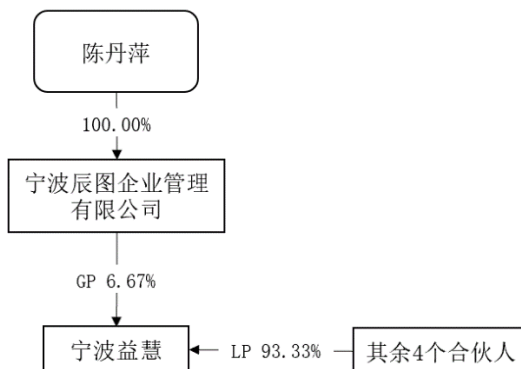 陈丹萍
100.00%
宁波辰图企业管理
有限公司
GP 6.67%
宁波益慧
LP 93.33%
其余4个合伙人